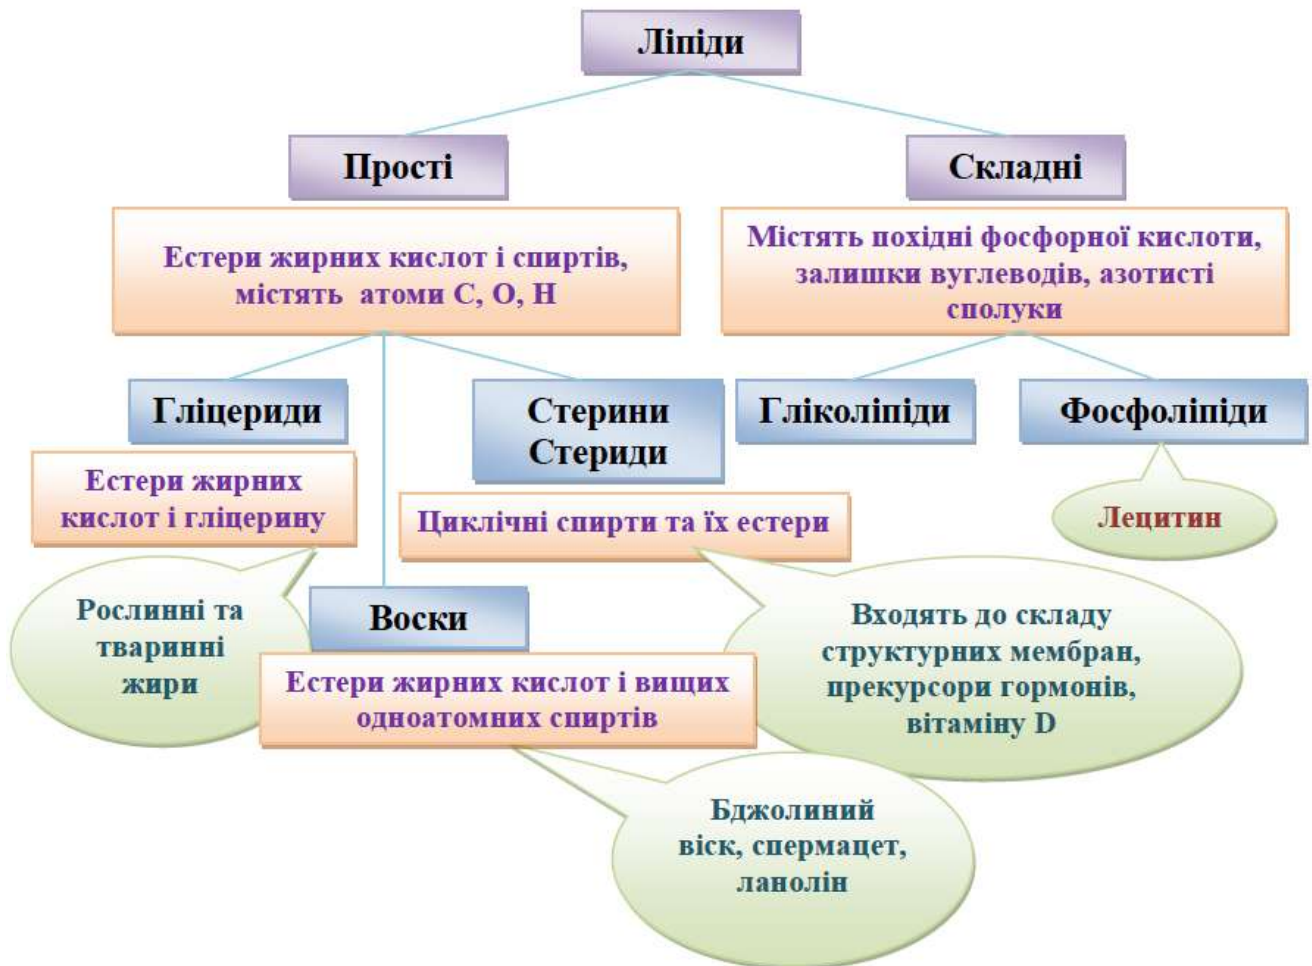 Ліпіди
Прості
Складні
Естери жирних кислот і спиртів,
містять атоми С, О, Н
Містять похідні фосфорної кислоти,
залишки вуглеводів, азотисті
сполуки
Гліцериди
Стерини
Стериди
Гліколіпіди
Фосфоліпіди
Естери жирних
кислот і гліцерину
Циклічні спирти та їх естери
Лецитин
Рослинні та
тваринні
жири
Воски
Естери жирних кислот і вищих
одноатомних спиртів
Входять до складу
структурних мембран,
прекурсори гормонів,
вітаміну D
Бджолиний
віск, спермацет,
ланолін